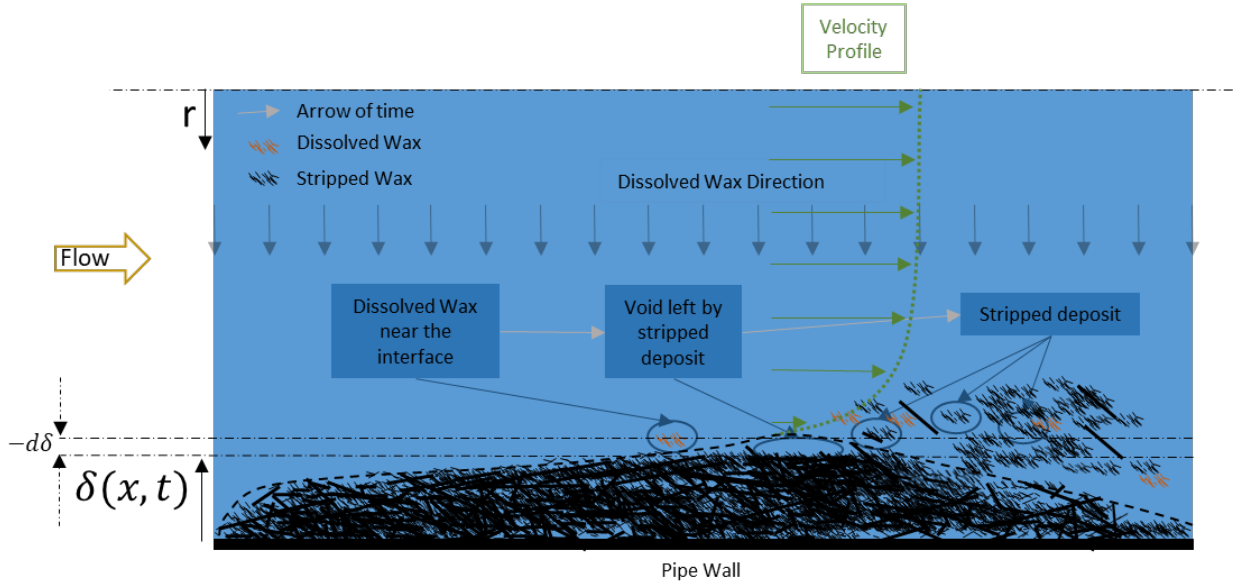 Velocity
Profile
r
Arrow of time
Dissolved Wax
Stripped Wax
Dissolved Wax Direction
Flow
Dissolved Wax
near the
interface
Void left by
stripped
deposit
Stripped deposit
−dδ
δ(x, t)
Pipe Wall